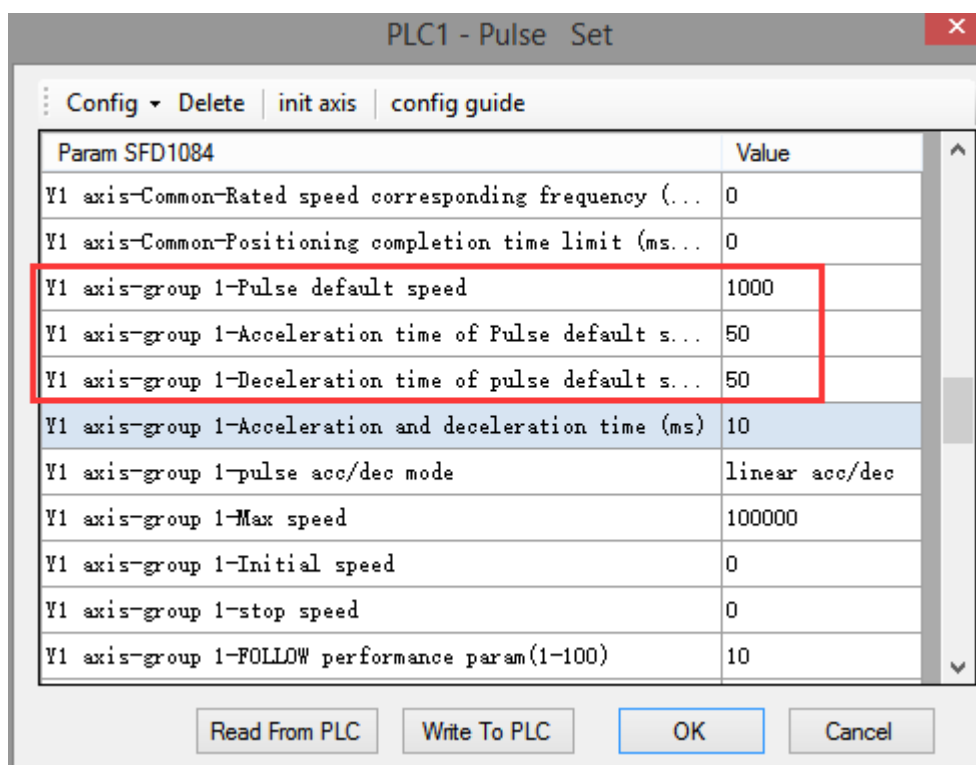 PLC1 - Pulse Set
Config Delete init axis config guide
Param SFD1084 Value
Y1 axis-Common-Rated speed corresponding frequency (... 0
Y1 axis-Common-Positioning completion time limit (ms... 0
Y1 axis-group 1-Pulse default speed 1000
Y1 axis-group 1-Acceleration time of Pulse default s... 50
Y1 axis-group 1-Deceleration time of pulse default s... 50
Y1 axis-group 1-Acceleration and deceleration time (ms) 10
Y1 axis-group 1-pulse acc/dec mode linear acc/dec
Y1 axis-group 1-Max speed 100000
Y1 axis-group 1-Initial speed 0
Y1 axis-group 1-stop speed 0
Y1 axis-group 1-FOLLOW performance param(1-100) 10
Read From PLC Write To PLC OK Cancel